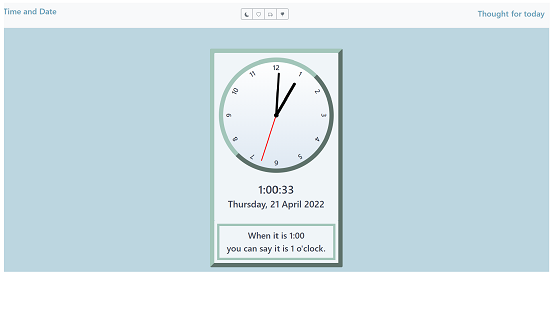 Time and Date
Thought for today
12
1
2
3
4
5
6
7
8
9
10
11
1:00:33
Thursday, 21 April 2022
When it is 1:00
you can say it is 1 o'clock.